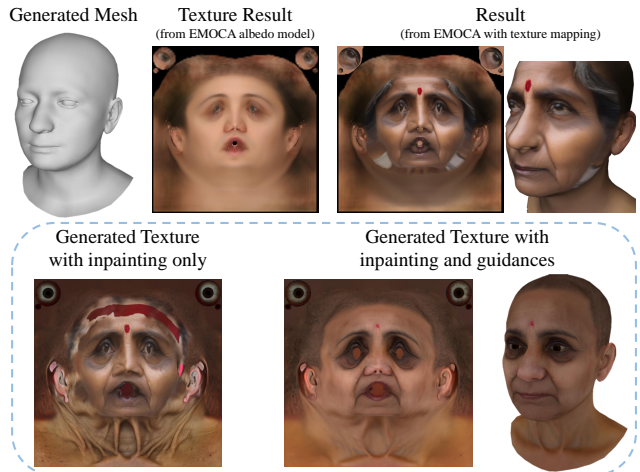 Generated Mesh
Texture Result
(from EMOCA albedo model)
Result
(from EMOCA with texture mapping)
Generated Texture
with inpainting only
Generated Texture with
inpainting and guidances